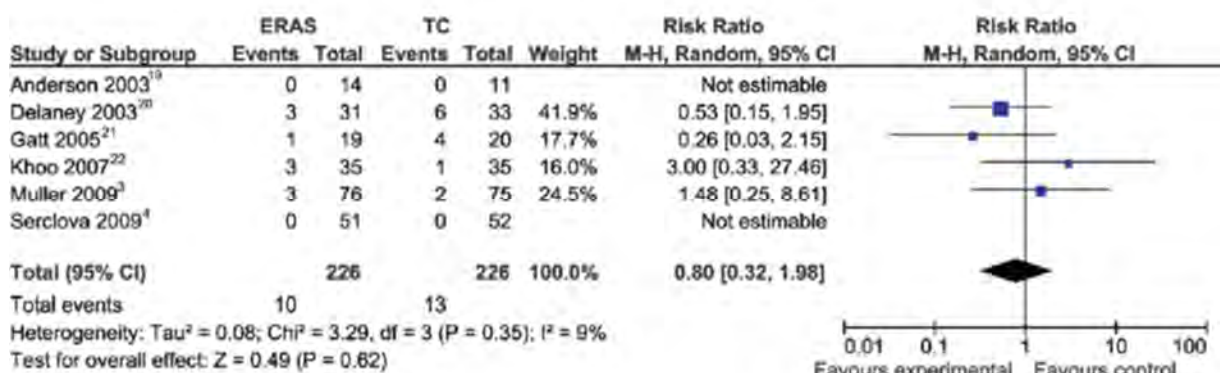 ERAS TC Risk Ratio Risk Ratio
Study or Subgroup Events Total Events Total Weight M-H, Random, 95% CI M-H, Random, 95% CI
Anderson 2003¹⁹ 0 14 0 11 Not estimable
Delaney 2003²⁰ 3 31 6 33 41.9% 0.53 [0.15, 1.95]
Gatt 2005²¹ 1 19 4 20 17.7% 0.26 [0.03, 2.15]
Khoo 2007²² 3 35 1 35 16.0% 3.00 [0.33, 27.46]
Muller 2009³ 3 76 2 75 24.5% 1.48 [0.25, 8.61]
Serclova 2009⁴ 0 51 0 52 Not estimable
Total (95% CI) 226 226 100.0% 0.80 [0.32, 1.98]
Total events 10 13
Heterogeneity: Tau² = 0.08; Chi² = 3.29, df = 3 (P = 0.35); I² = 9%
Test for overall effect: Z = 0.49 (P = 0.62)
0.01 0.1 1 10 100
Favours experimental Favours control